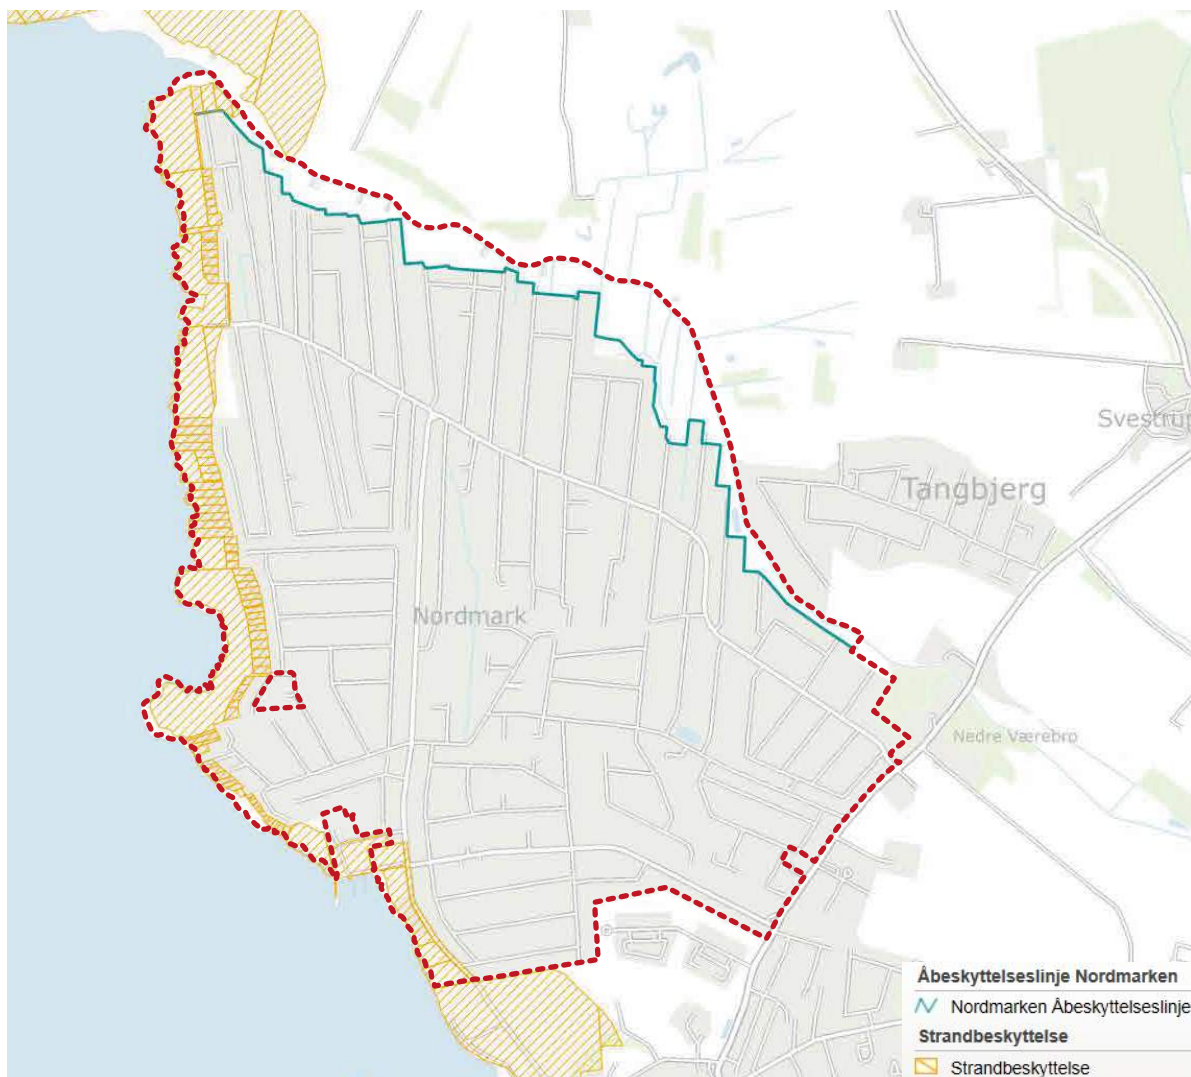 Svestrup
Tangbjerg
Nordmark
Nedre Værebro
Åbeskyttelseslinje Nordmarken
Nordmarken Åbeskyttelseslinje
Strandbeskyttelse
Strandbeskyttelse